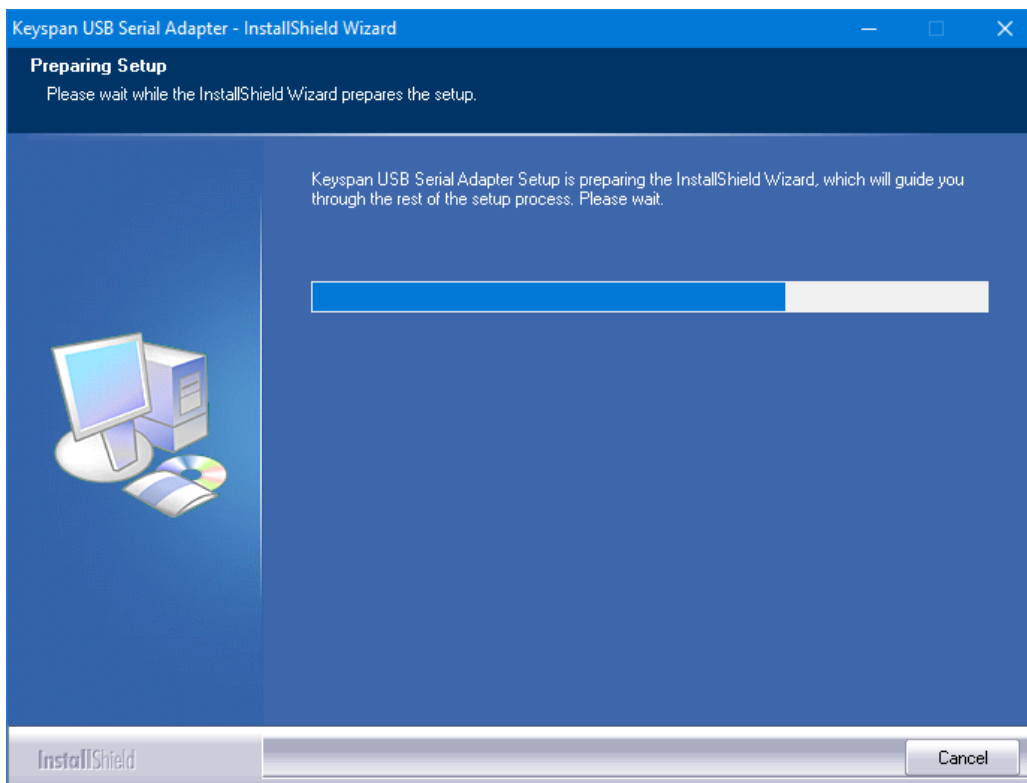 Keyspan USB Serial Adapter - InstallShield Wizard
Preparing Setup
Please wait while the InstallShield Wizard prepares the setup.
Keyspan USB Serial Adapter Setup is preparing the InstallShield Wizard, which will guide you
through the rest of the setup process. Please wait.
InstallShield
Cancel